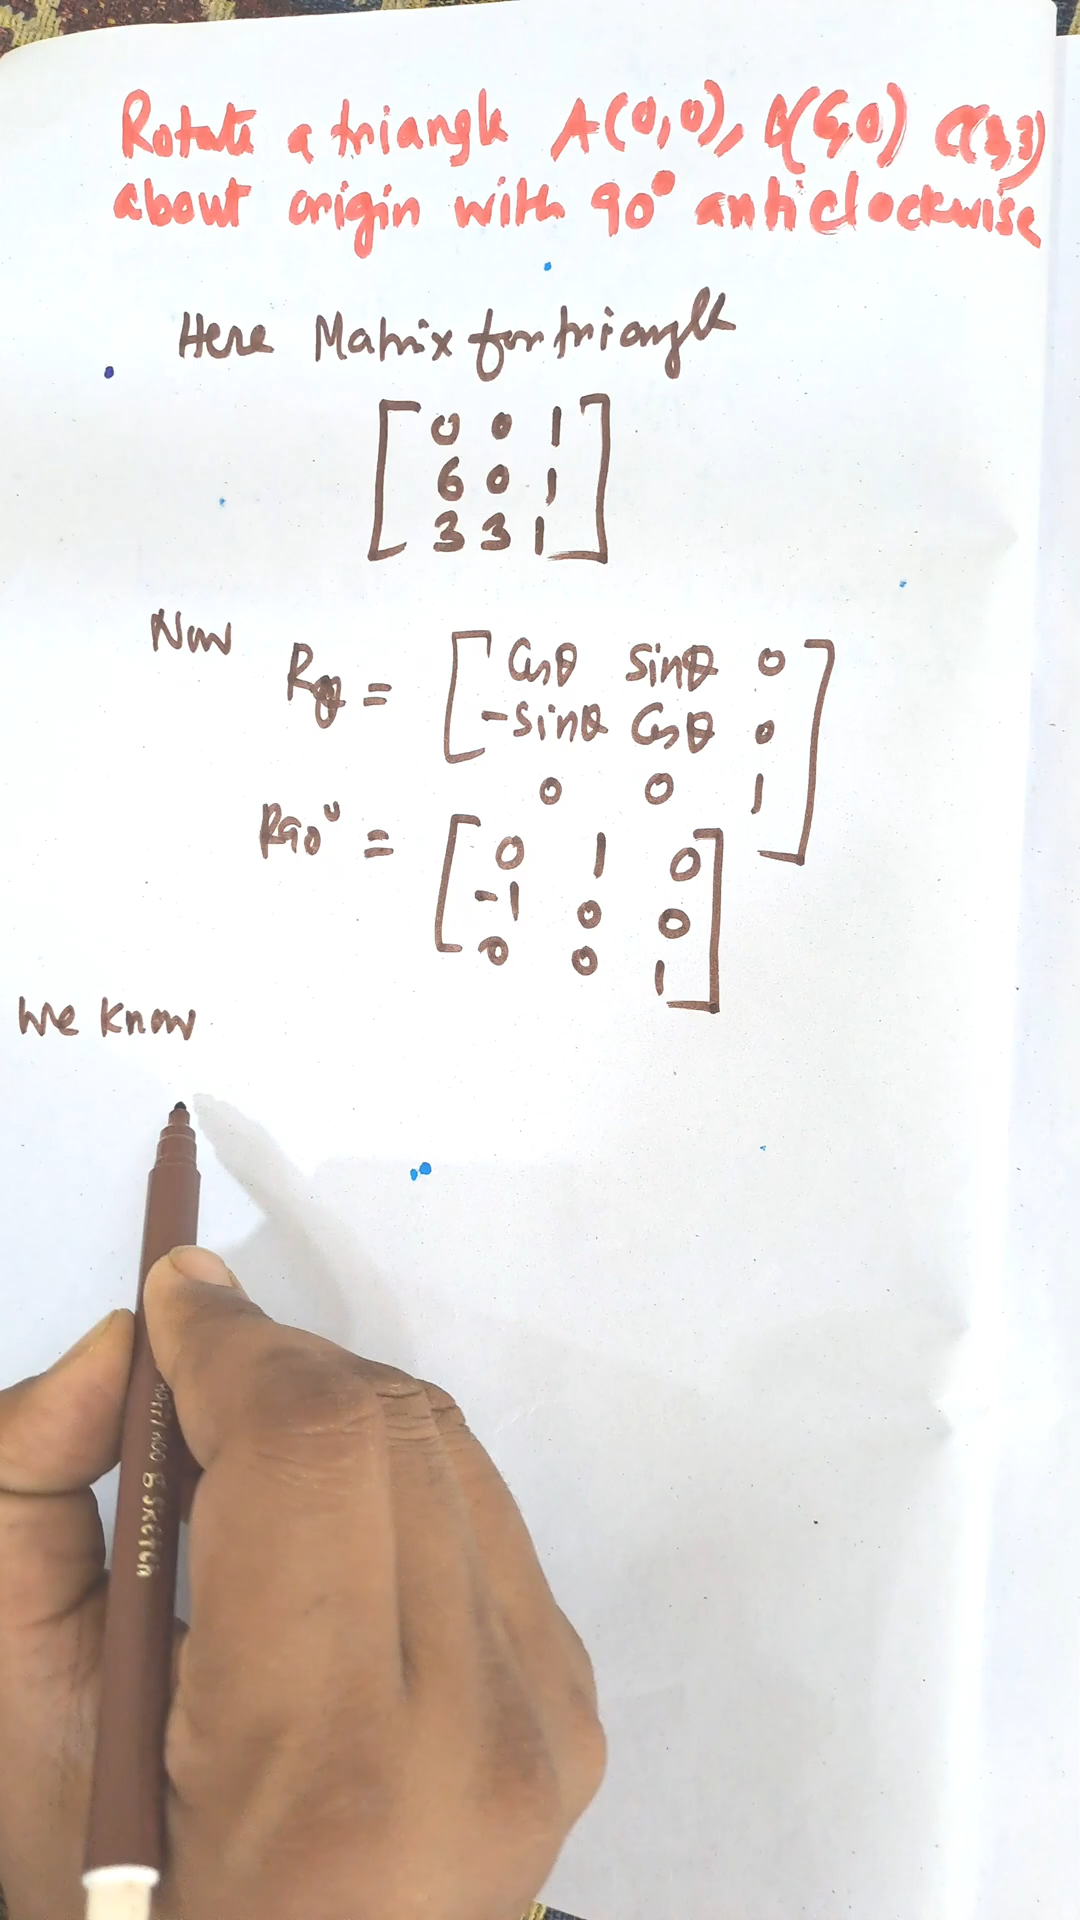 Rotate a triangle A(0,0), B(6,0) C(3,3)
about origin with 90° anticlockwise
Here Matrix for triangle
[0 0 1
6 0 1
3 3 1]
Now Rθ = [Cosθ Sinθ 0
-Sinθ Cosθ 0
0 0 1]
R90° = [0 1 0
-1 0 0
0 0 1]
We know
SKETCH